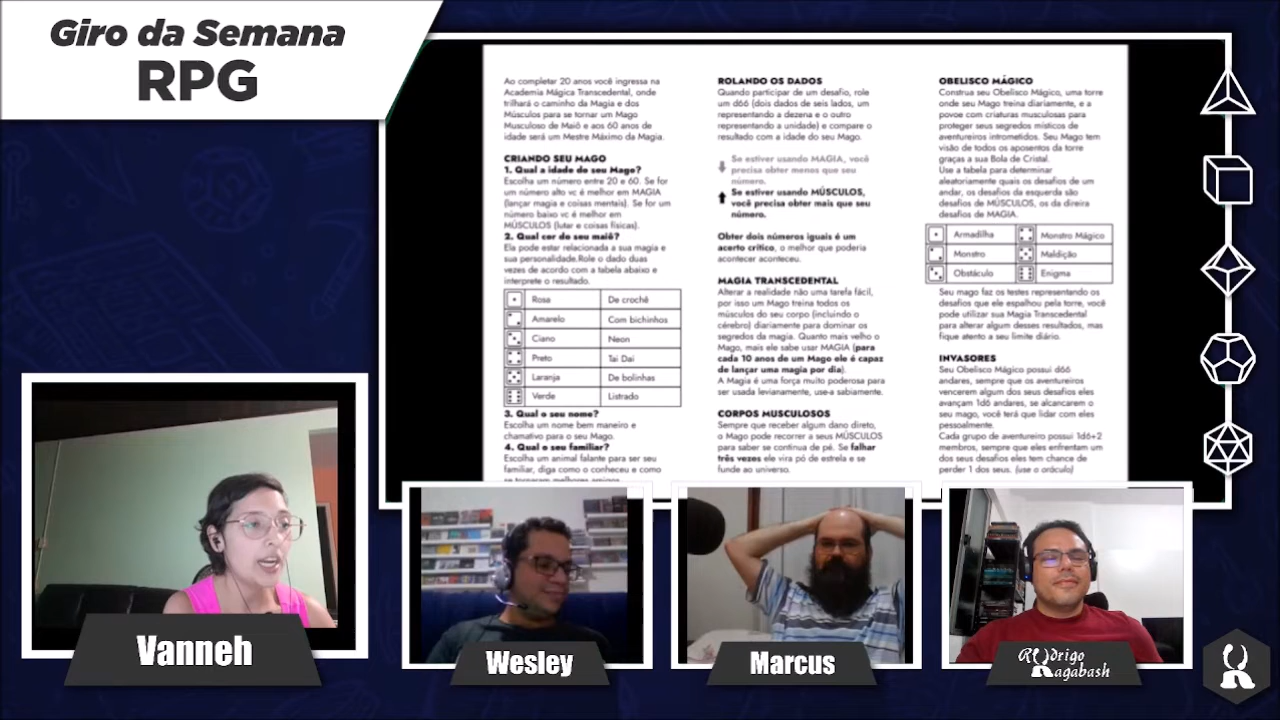 Giro da Semana
RPG
Ao completar 20 anos você ingressa na
Academia Mágica Transcedental, onde
trilhará o caminho da Magia e dos
Músculos para se tornar um Mago
Musculoso de Maiô e aos 60 anos de
idade será um Mestre Máximo da Magia.
CRIANDO SEU MAGO
1. Qual a idade do seu Mago?
Escolha um número entre 20 e 60. Se for
um número alto vc é melhor em MAGIA
(lançar magia e coisas mentais). Se for um
número baixo vc é melhor em
MÚSCULOS (lutar e coisas físicas).
2. Qual cor do seu maiô?
Ela pode estar relacionada a sua magia e
sua personalidade.Role o dado duas
vezes de acordo com a tabela abaixo e
interprete o resultado.
Rosa De crochê
Amarelo Com bichinhos
Ciano Neon
Preto Tai Dai
Laranja De bolinhas
Verde Listrado
3. Qual o seu nome?
Escolha um nome bem maneiro e
chamativo para o seu Mago.
4. Qual o seu familiar?
Escolha um animal falante para ser seu
familiar, diga como o conheceu e como
se tornaram melhores amigos
ROLANDO OS DADOS
Quando participar de um desafio, role
um d66 (dois dados de seis lados, um
representando a dezena e o outro
representando a unidade) e compare o
resultado com a idade do seu Mago.
Se estiver usando MAGIA, você
precisa obter menos que seu
número.
Se estiver usando MÚSCULOS,
você precisa obter mais que seu
número.
Obter dois números iguais é um
acerto crítico, o melhor que poderia
acontecer aconteceu.
MAGIA TRANSCEDENTAL
Alterar a realidade não uma tarefa fácil,
por isso um Mago treina todos os
músculos do seu corpo (incluindo o
cérebro) diariamente para dominar os
segredos da magia. Quanto mais velho o
Mago, mais ele sabe usar MAGIA (para
cada 10 anos de um Mago ele é capaz
de lançar uma magia por dia).
A Magia é uma força muito poderosa para
ser usada levianamente, use-a sabiamente.
CORPOS MUSCULOSOS
Sempre que receber algum dano direto,
o Mago pode recorrer a seus MÚSCULOS
para saber se continua de pé. Se falhar
três vezes ele vira pó de estrela e se
funde ao universo.
OBELISCO MÁGICO
Construa seu Obelisco Mágico, uma torre
onde seu Mago treina diariamente, e a
povoe com criaturas musculosas para
proteger seus segredos místicos de
aventureiros intrometidos. Seu Mago tem
visão de todos os aposentos da torre
graças a sua Bola de Cristal.
Use a tabela para determinar
aleatoriamente quais os desafios de um
andar, os desafios da esquerda são
desafios de MÚSCULOS, os da direira
desafios de MAGIA.
Armadilha Monstro Mágico
Monstro Maldição
Obstáculo Enigma
Seu mago faz os testes representando os
desafios que ele espalhou pela torre, você
pode utilizar sua Magia Transcedental
para alterar algum desses resultados, mas
fique atento a seu limite diário.
INVASORES
Seu Obelisco Mágico possui d66
andares, sempre que os aventureiros
vencerem algum dos seus desafios eles
avançam 1d6 andares, se alcancarem o
seu mago, você terá que lidar com eles
pessoalmente.
Cada grupo de aventureiro possui 1d6+2
membros, sempre que eles enfrentam um
dos seus desafios eles tem chance de
perder 1 dos seus. (use o oráculo)
Vanneh
Wesley
Marcus
Rodrigo
Ragabash